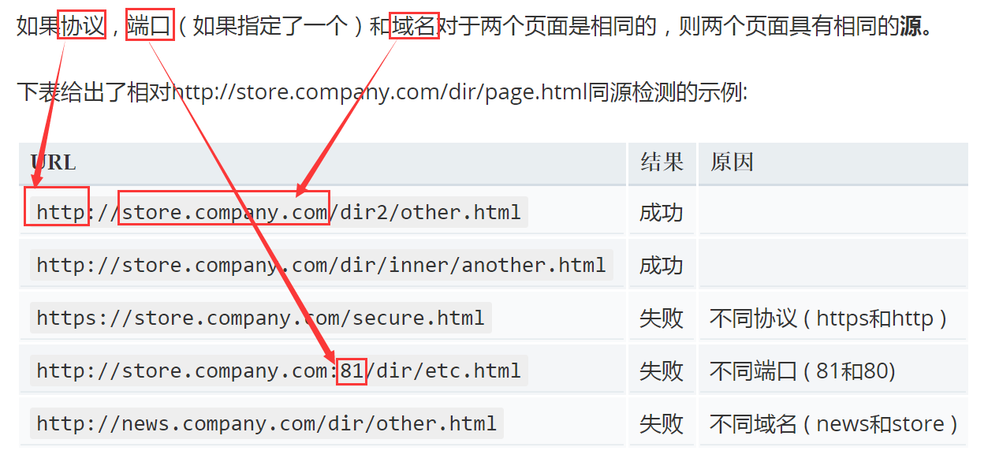 如果协议，端口（如果指定了一个）和域名对于两个页面是相同的，则两个页面具有相同的源。
下表给出了相对http://store.company.com/dir/page.html同源检测的示例:
URL 结果 原因
http://store.company.com/dir2/other.html 成功
http://store.company.com/dir/inner/another.html 成功
https://store.company.com/secure.html 失败 不同协议（https和http）
http://store.company.com:81/dir/etc.html 失败 不同端口（81和80)
http://news.company.com/dir/other.html 失败 不同域名（news和store）